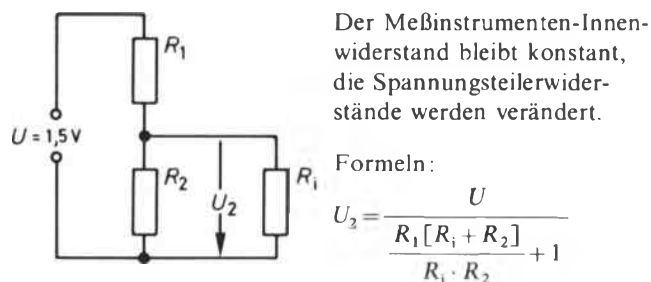 R₁
U = 1,5 V
R₂
U₂
Rᵢ
Der Meßinstrumenten-Innen-
widerstand bleibt konstant,
die Spannungsteilerwider-
stände werden verändert.
Formeln:
U₂ = U / (R₁[Rᵢ + R₂] / (Rᵢ · R₂) + 1)